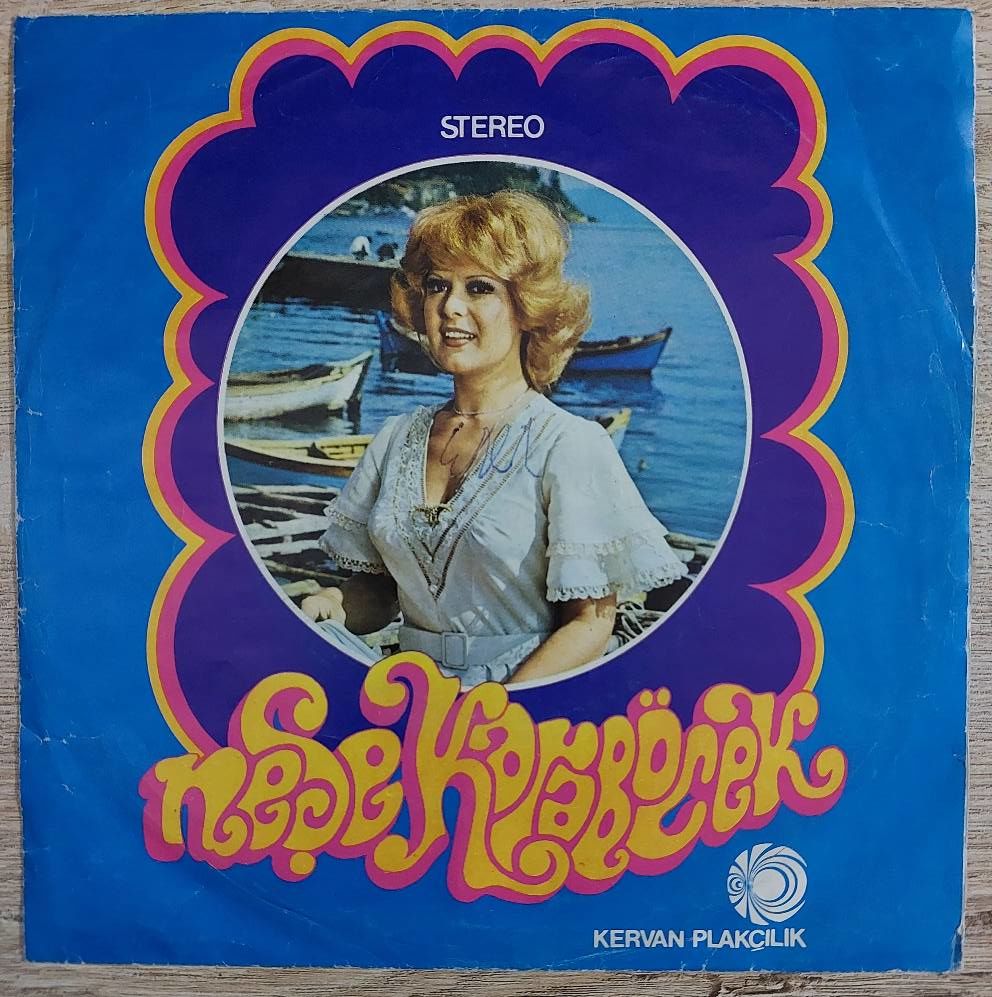 STEREO
neşe Karaböcek
KERVAN PLAKÇILIK